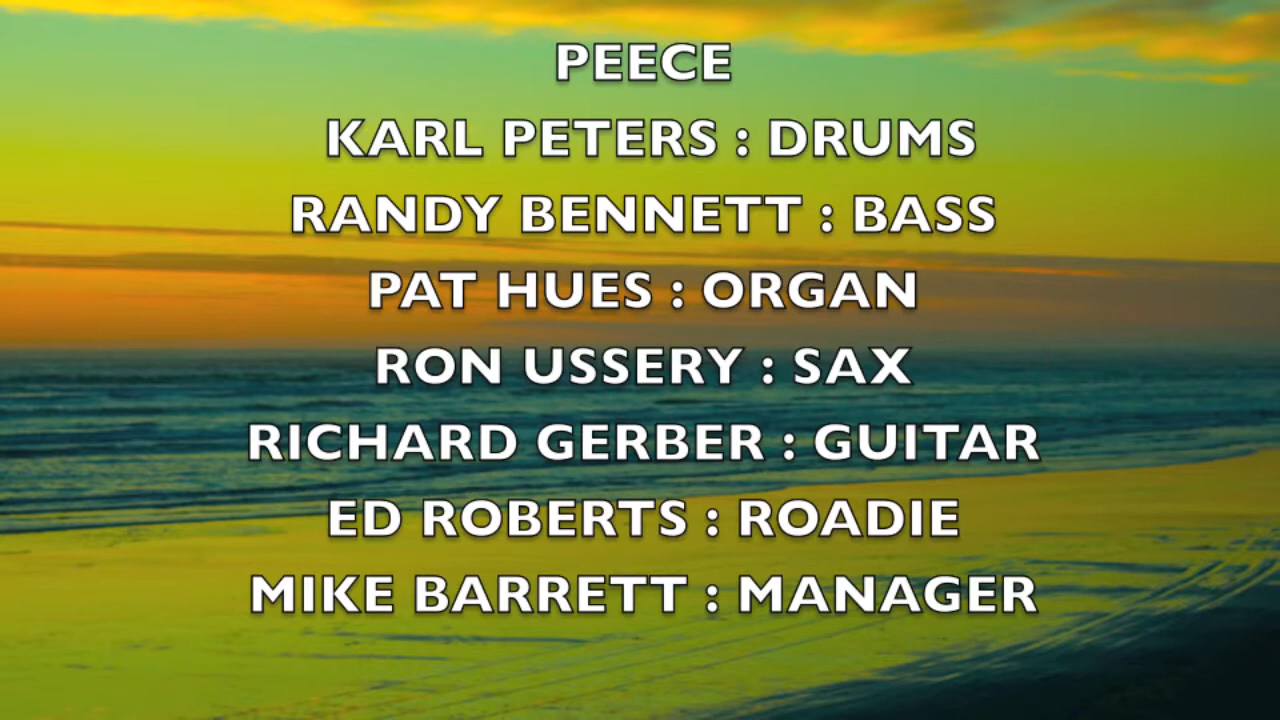 PEECE
KARL PETERS : DRUMS
RANDY BENNETT : BASS
PAT HUES : ORGAN
RON USSERY : SAX
RICHARD GERBER : GUITAR
ED ROBERTS : ROADIE
MIKE BARRETT : MANAGER